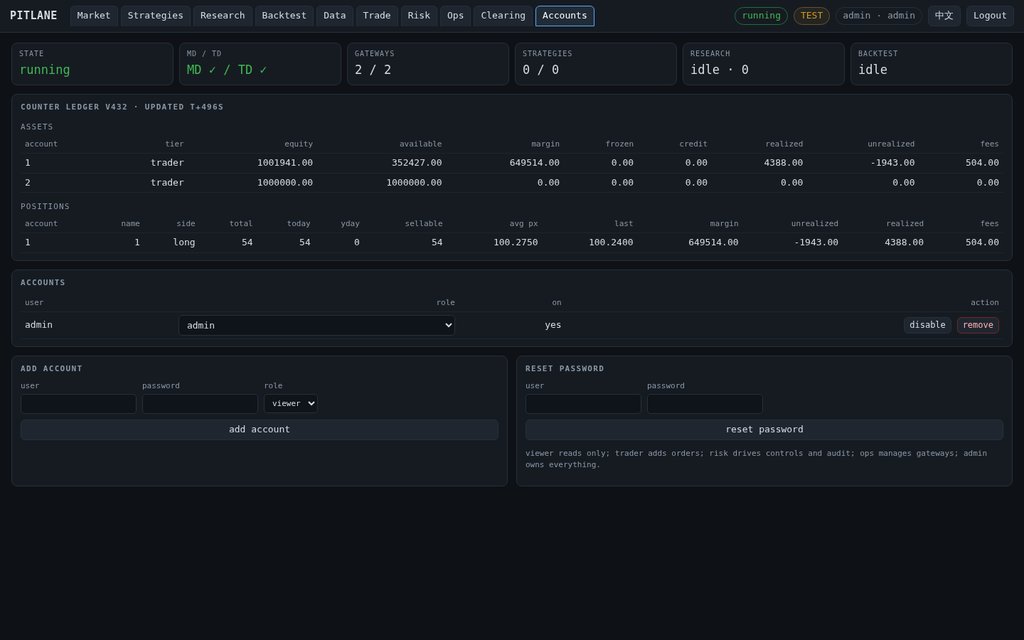 PITLANE Market Strategies Research Backtest Data Trade Risk Ops Clearing Accounts running TEST admin · admin 中文 Logout
STATE MD / TD GATEWAYS STRATEGIES RESEARCH BACKTEST
running MD ✓ / TD ✓ 2 / 2 0 / 0 idle · 0 idle
COUNTER LEDGER V432 · UPDATED T+496S
ASSETS
account tier equity available margin frozen credit realized unrealized fees
1 trader 1001941.00 352427.00 649514.00 0.00 0.00 4388.00 -1943.00 504.00
2 trader 1000000.00 1000000.00 0.00 0.00 0.00 0.00 0.00 0.00
POSITIONS
account name side total today yday sellable avg px last margin unrealized realized fees
1 1 long 54 54 0 54 100.2750 100.2400 649514.00 -1943.00 4388.00 504.00
ACCOUNTS
user role on action
admin admin yes disable remove
ADD ACCOUNT
user password role
viewer
add account
RESET PASSWORD
user password
reset password
viewer reads only; trader adds orders; risk drives controls and audit; ops manages gateways; admin
owns everything.